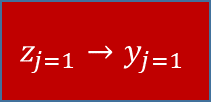 z_{j=1} → y_{j=1}